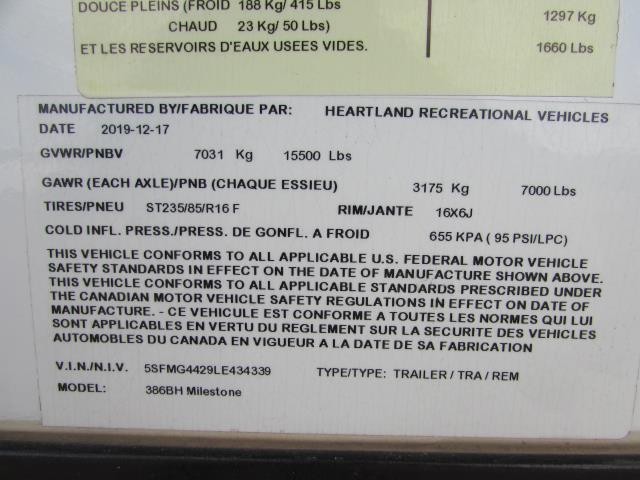 DOUCE PLEINS (FROID 188 Kg/ 415 Lbs
CHAUD 23 Kg/ 50 Lbs)
1297 Kg
ET LES RESERVOIRS D'EAUX USEES VIDES. 1660 Lbs
MANUFACTURED BY/FABRIQUE PAR: HEARTLAND RECREATIONAL VEHICLES
DATE 2019-12-17
GVWR/PNBV 7031 Kg 15500 Lbs
GAWR (EACH AXLE)/PNB (CHAQUE ESSIEU) 3175 Kg 7000 Lbs
TIRES/PNEU ST235/85/R16 F RIM/JANTE 16X6J
COLD INFL. PRESS./PRESS. DE GONFL. A FROID 655 KPA ( 95 PSI/LPC)
THIS VEHICLE CONFORMS TO ALL APPLICABLE U.S. FEDERAL MOTOR VEHICLE
SAFETY STANDARDS IN EFFECT ON THE DATE OF MANUFACTURE SHOWN ABOVE.
THIS VEHICLE CONFORMS TO ALL APPLICABLE STANDARDS PRESCRIBED UNDER
THE CANADIAN MOTOR VEHICLE SAFETY REGULATIONS IN EFFECT ON DATE OF
MANUFACTURE. - CE VEHICULE EST CONFORME A TOUTES LES NORMES QUI LUI
SONT APPLICABLES EN VERTU DU REGLEMENT SUR LA SECURITE DES VEHICLES
AUTOMOBILES DU CANADA EN VIGUEUR A LA DATE DE SA FABRICATION
V.I.N./N.I.V. 5SFMG4429LE434339 TYPE/TYPE: TRAILER / TRA / REM
MODEL: 386BH Milestone